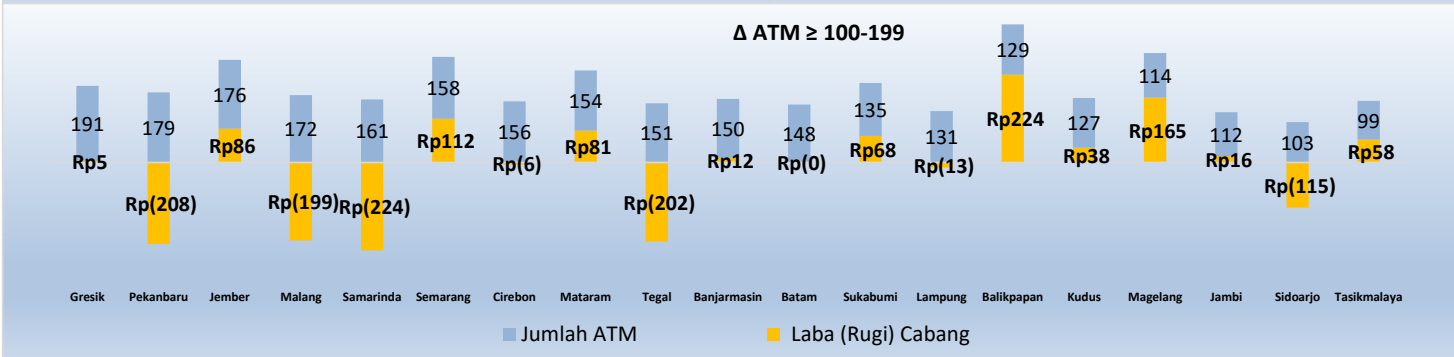 Δ ATM ≥ 100-199
191 179 176 172 161 158 156 154 151 150 148 135 131 129 127 114 112 103 99
Rp5 Rp(208) Rp86 Rp(199) Rp(224) Rp112 Rp(6) Rp81 Rp(202) Rp12 Rp(0) Rp68 Rp(13) Rp224 Rp38 Rp165 Rp16 Rp(115) Rp58
Gresik Pekanbaru Jember Malang Samarinda Semarang Cirebon Mataram Tegal Banjarmasin Batam Sukabumi Lampung Balikpapan Kudus Magelang Jambi Sidoarjo Tasikmalaya
Jumlah ATM Laba (Rugi) Cabang